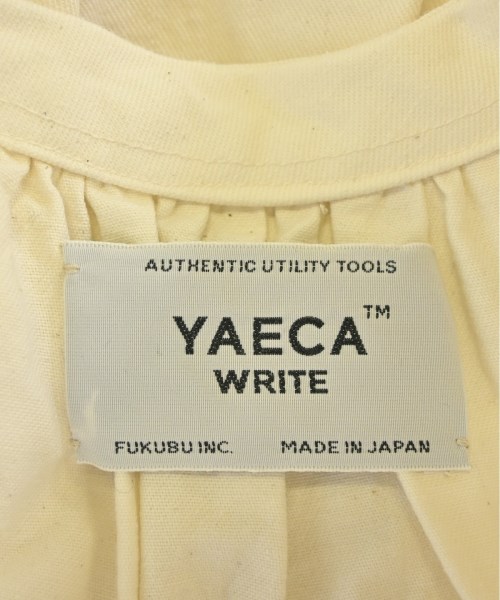 AUTHENTIC UTILITY TOOLS
YAECA™
WRITE
FUKUBU INC. MADE IN JAPAN